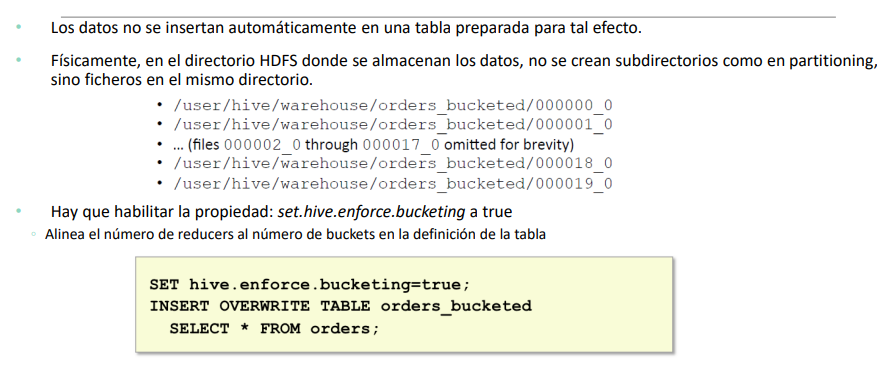 • Los datos no se insertan automáticamente en una tabla preparada para tal efecto.
• Físicamente, en el directorio HDFS donde se almacenan los datos, no se crean subdirectorios como en partitioning,
sino ficheros en el mismo directorio.
• /user/hive/warehouse/orders_bucketed/000000_0
• /user/hive/warehouse/orders_bucketed/000001_0
• … (files 000002_0 through 000017_0 omitted for brevity)
• /user/hive/warehouse/orders_bucketed/000018_0
• /user/hive/warehouse/orders_bucketed/000019_0
• Hay que habilitar la propiedad: set.hive.enforce.bucketing a true
▫ Alinea el número de reducers al número de buckets en la definición de la tabla
SET hive.enforce.bucketing=true;
INSERT OVERWRITE TABLE orders_bucketed
SELECT * FROM orders;